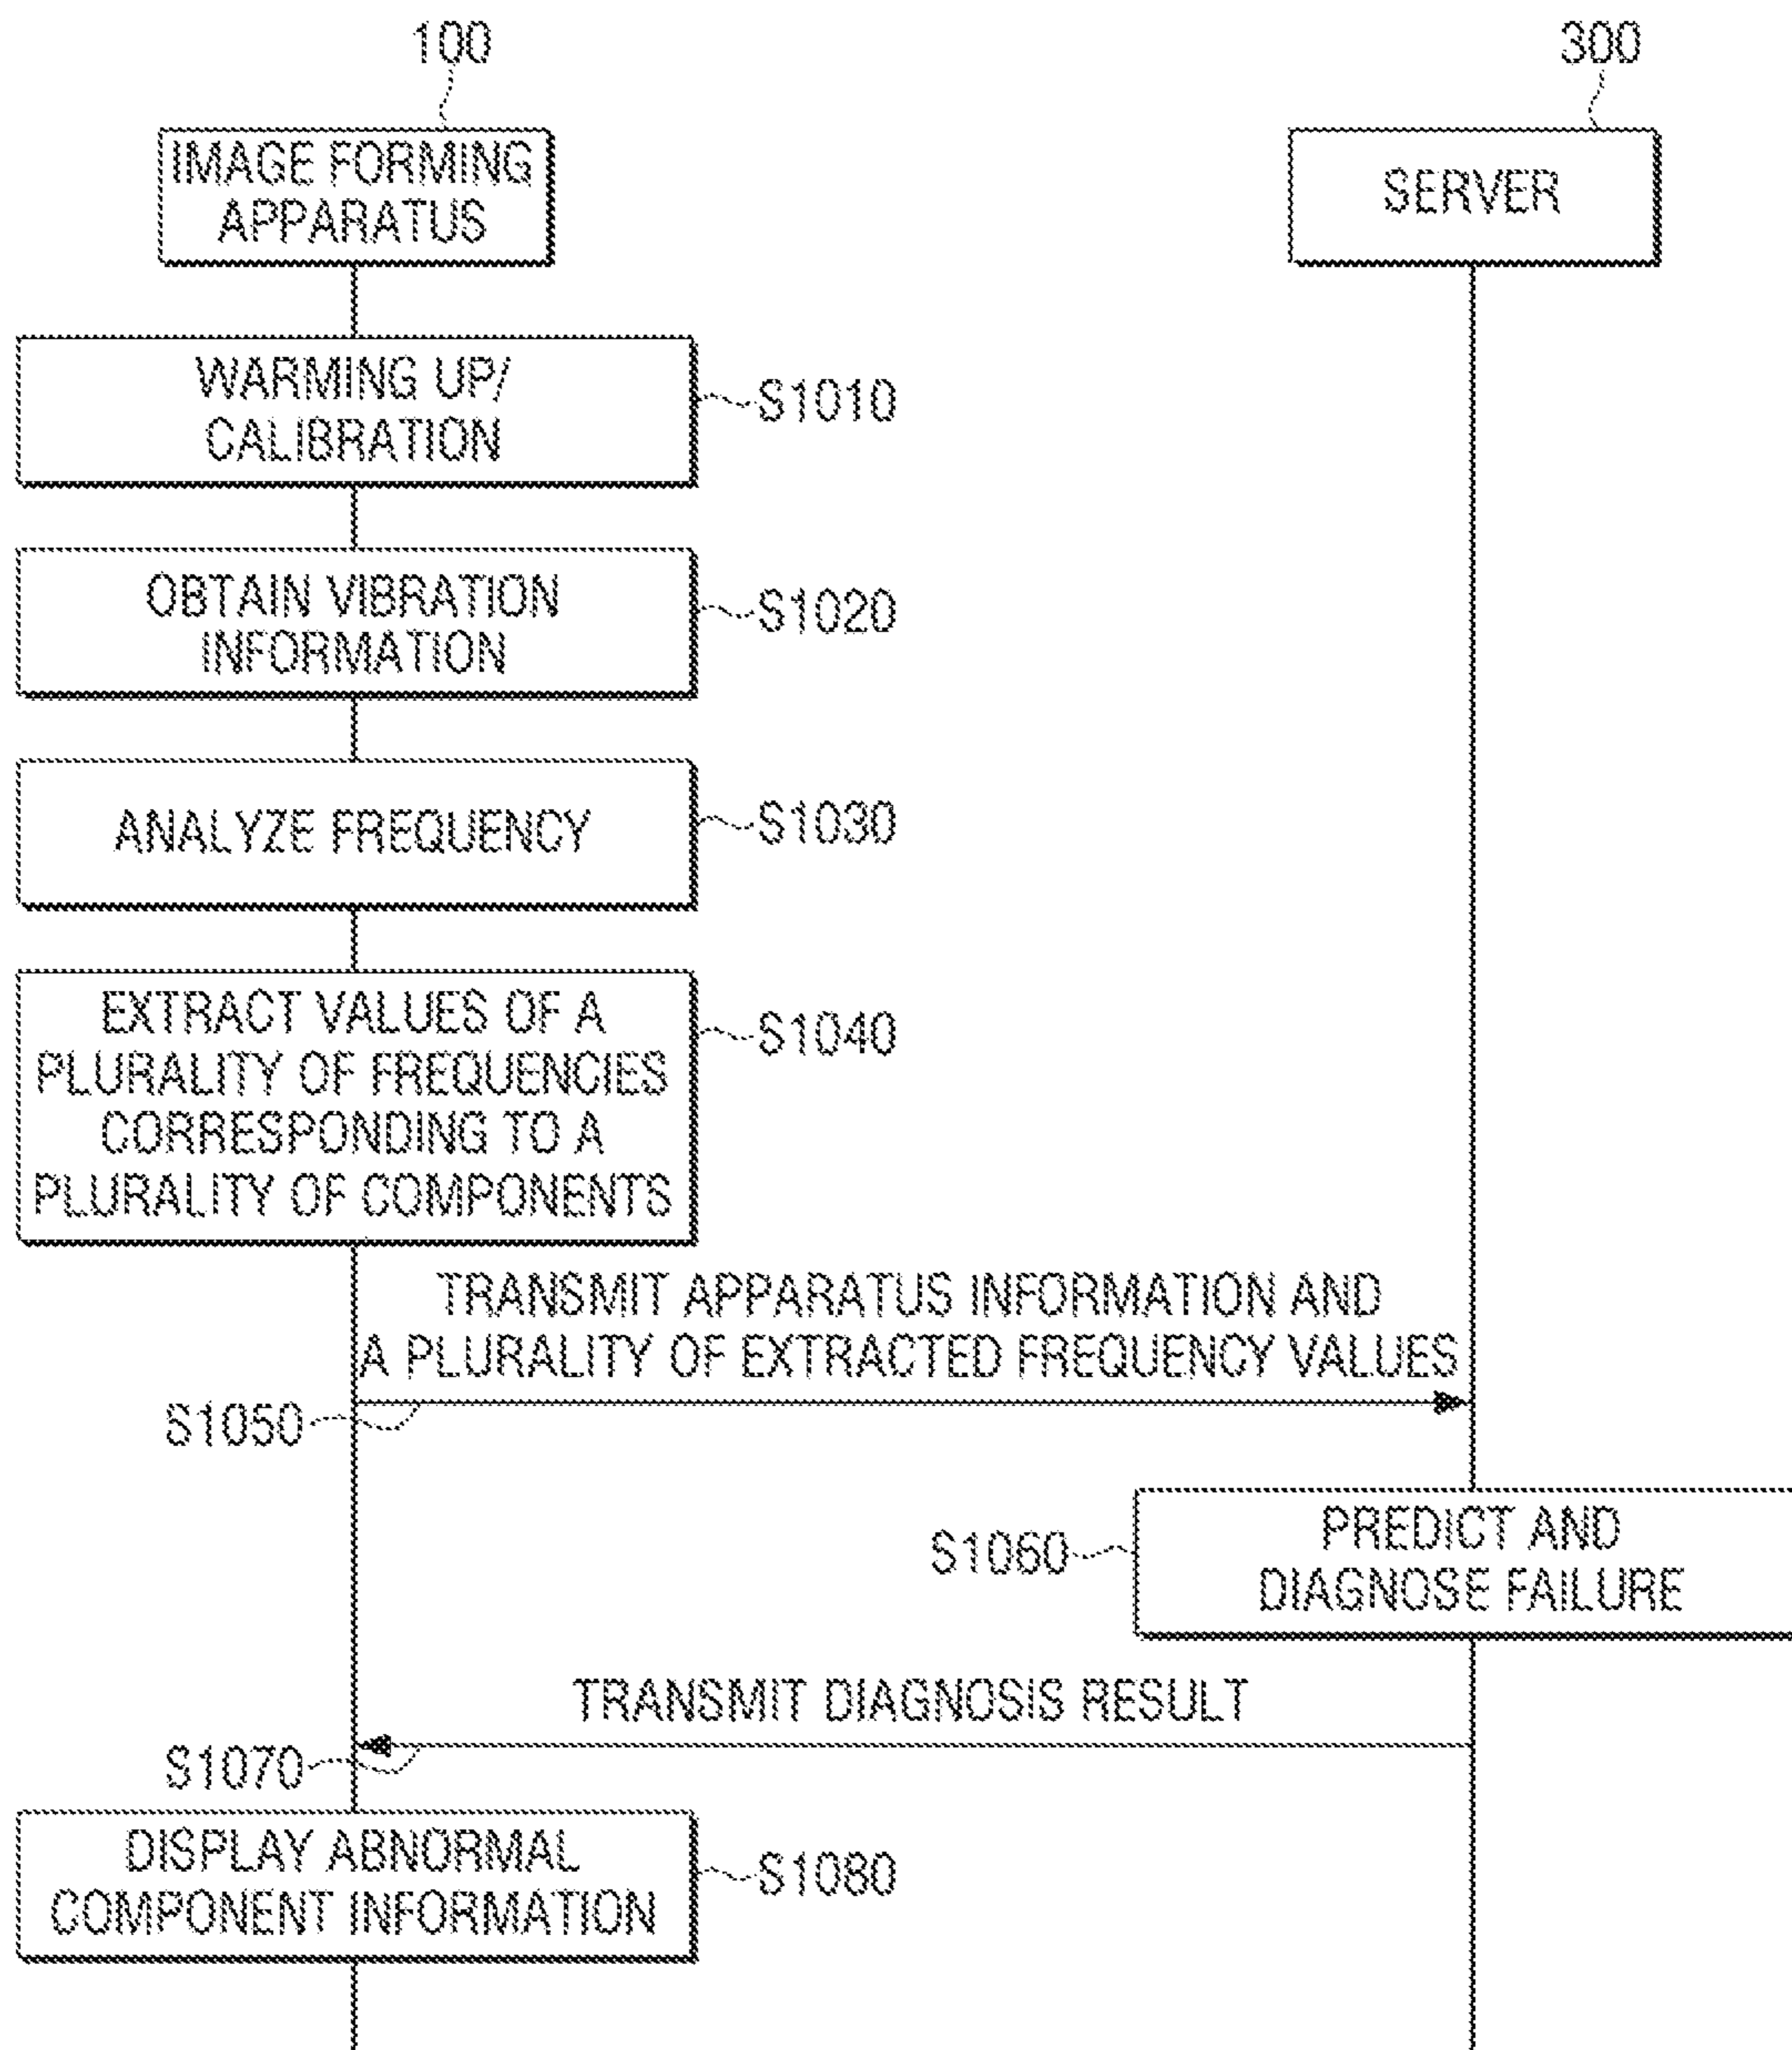 100
300
IMAGE FORMING
APPARATUS
SERVER
WARMING UP/
CALIBRATION
S1010
OBTAIN VIBRATION
INFORMATION
S1020
ANALYZE FREQUENCY
S1030
EXTRACT VALUES OF A
PLURALITY OF FREQUENCIES
CORRESPONDING TO A
PLURALITY OF COMPONENTS
S1040
TRANSMIT APPARATUS INFORMATION AND
A PLURALITY OF EXTRACTED FREQUENCY VALUES
S1050
S1060
PREDICT AND
DIAGNOSE FAILURE
TRANSMIT DIAGNOSIS RESULT
S1070
DISPLAY ABNORMAL
COMPONENT INFORMATION
S1080